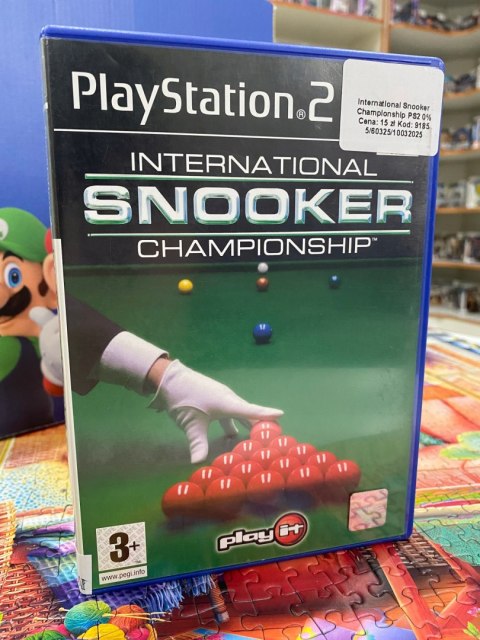 PlayStation®2
International Snooker
Championship PS2 0%
Cena: 15 zł Kod: 9185
5/60325/10032025
INTERNATIONAL
SNOOKER
CHAMPIONSHIP™
3+
www.pegi.info
play it